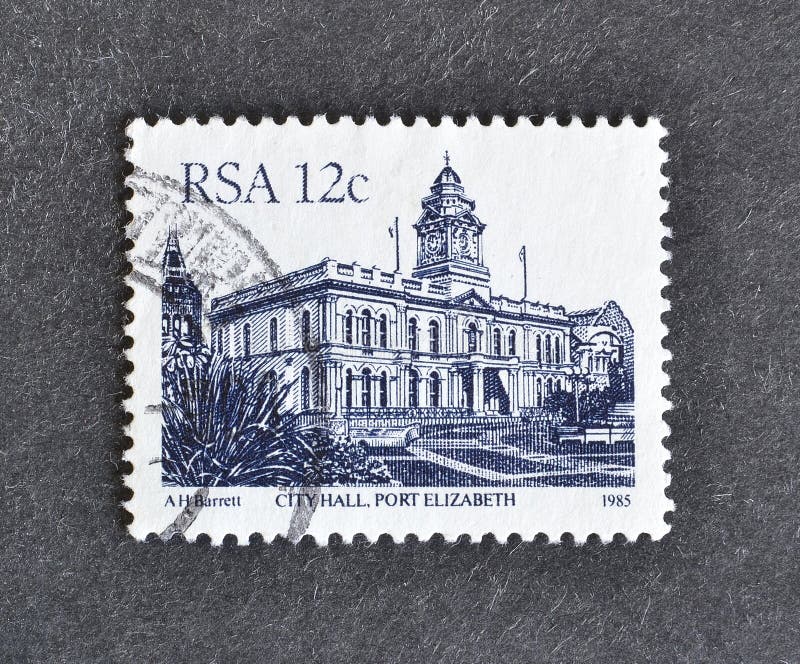 RSA 12c
A H Barrett CITY HALL, PORT ELIZABETH 1985